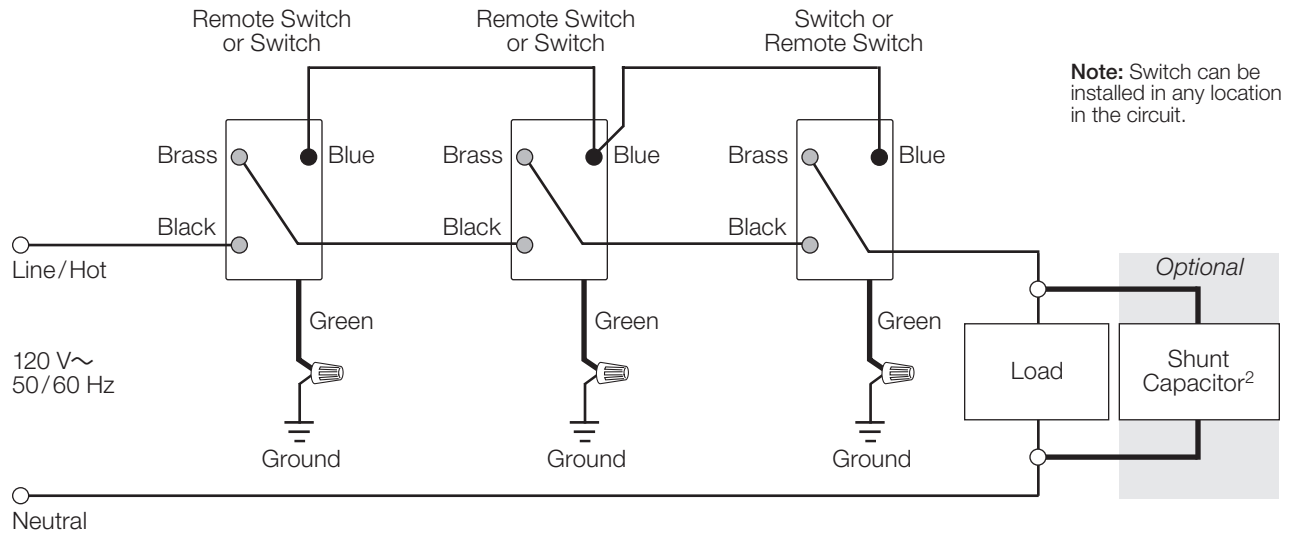 Remote Switch
or Switch
Remote Switch
or Switch
Switch or
Remote Switch
Note: Switch can be
installed in any location
in the circuit.
Brass
Blue
Brass
Blue
Brass
Blue
Black
Black
Black
Line/Hot
Optional
Green
Green
Green
120 V~
50/60 Hz
Load
Shunt
Capacitor²
Ground
Ground
Ground
Neutral